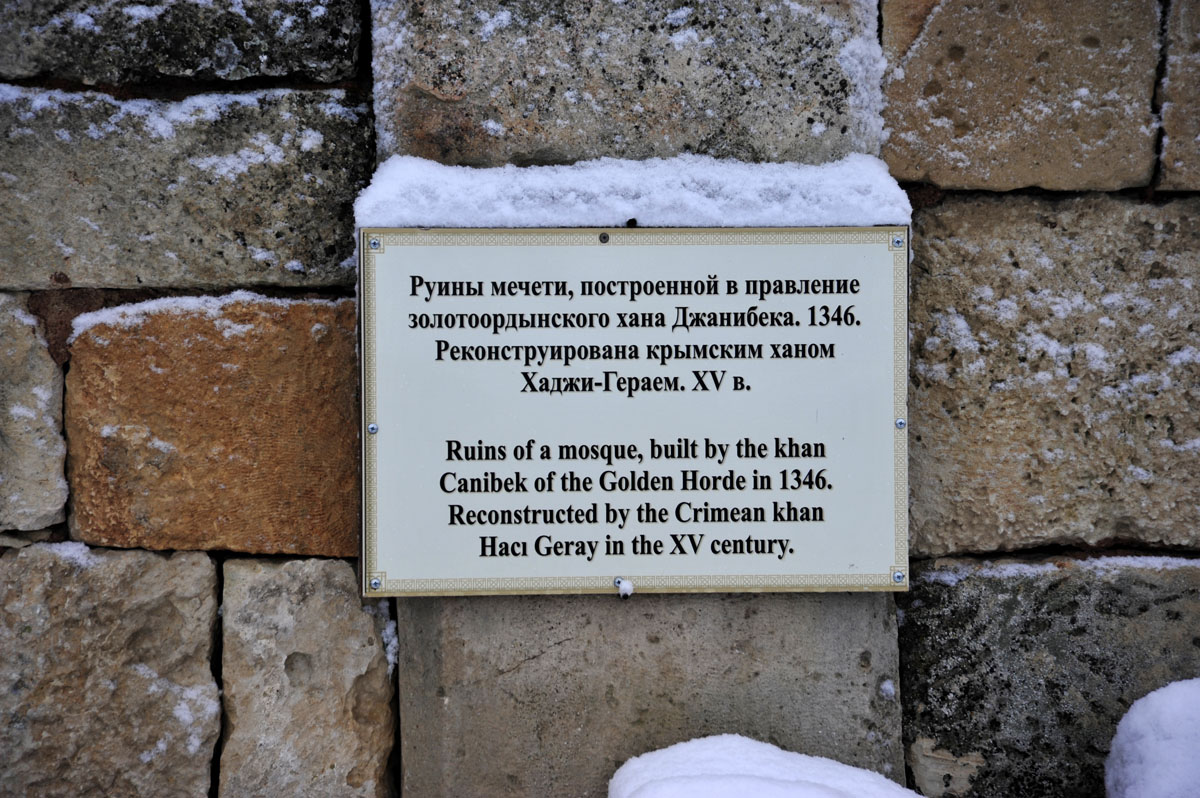 Руины мечети, построенной в правление
золотоордынского хана Джанибека. 1346.
Реконструирована крымским ханом
Хаджи-Гераем. XV в.
Ruins of a mosque, built by the khan
Canibek of the Golden Horde in 1346.
Reconstructed by the Crimean khan
Hacı Geray in the XV century.